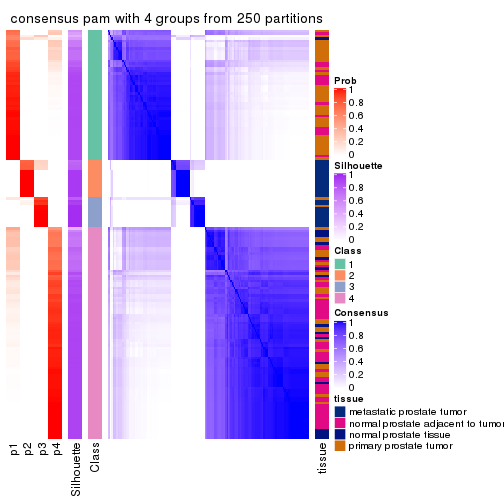 consensus pam with 4 groups from 250 partitions
Prob
1
0.8
0.6
0.4
0.2
0
Silhouette
1
0.8
0.6
0.4
0.2
0
Class
1
2
3
4
Consensus
1
0.8
0.6
0.4
0.2
0
tissue
metastatic prostate tumor
normal prostate adjacent to tumor
normal prostate tissue
primary prostate tumor
p1
p2
p3
p4
Silhouette
Class
tissue